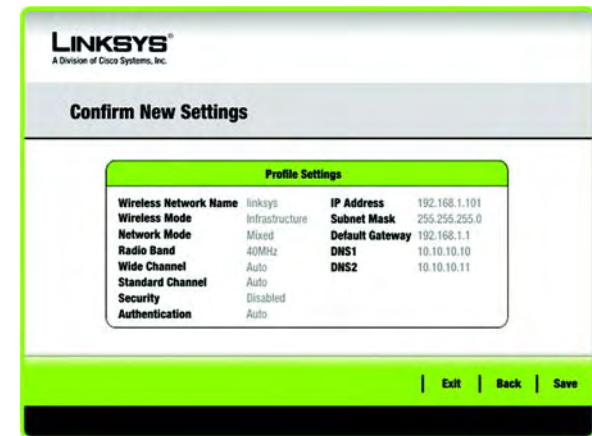 LINKSYS®
A Division of Cisco Systems, Inc.
Confirm New Settings
Profile Settings
Wireless Network Name linksys IP Address 192.168.1.101
Wireless Mode Infrastructure Subnet Mask 255.255.255.0
Network Mode Mixed Default Gateway 192.168.1.1
Radio Band 40MHz DNS1 10.10.10.10
Wide Channel Auto DNS2 10.10.10.11
Standard Channel Auto
Security Disabled
Authentication Auto
| Exit | Back | Save